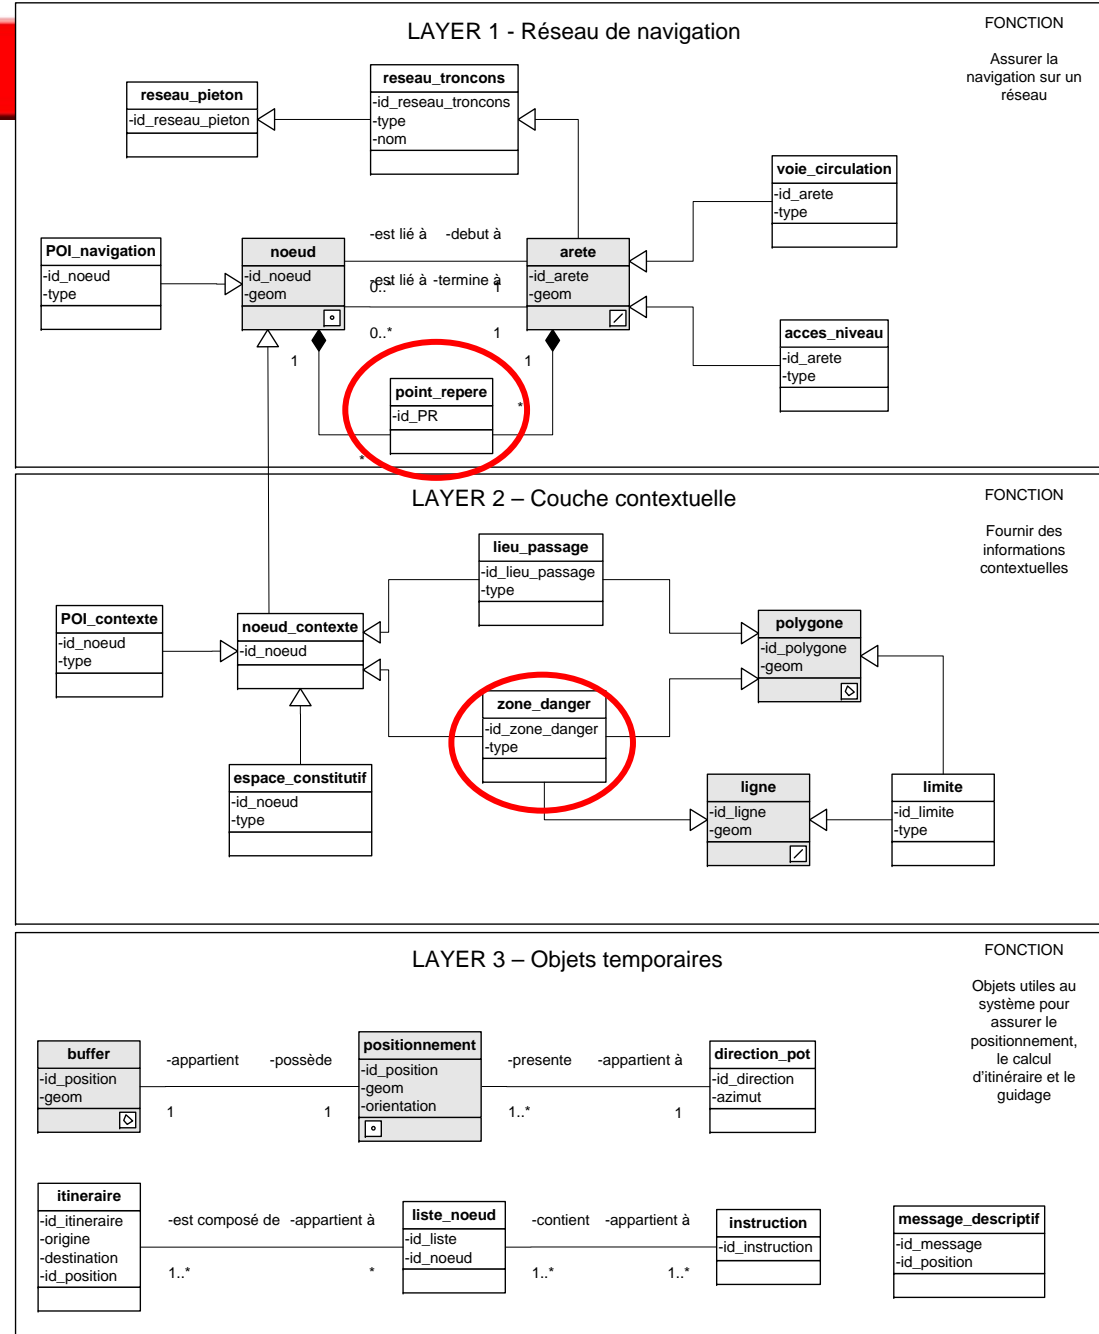 LAYER 1 - Réseau de navigation
FONCTION
Assurer la
navigation sur un
réseau
reseau_pieton
-id_reseau_pieton
reseau_troncons
-id_reseau_troncons
-type
-nom
voie_circulation
-id_arete
-type
POI_navigation
-id_noeud
-type
noeud
-id_noeud
-geom
-est lié à -debut à
-est lié à -termine à
0..* 1
0..* 1
arete
-id_arete
-geom
acces_niveau
-id_arete
-type
1
1
point_repere
-id_PR
*
*
LAYER 2 – Couche contextuelle
FONCTION
Fournir des
informations
contextuelles
lieu_passage
-id_lieu_passage
-type
POI_contexte
-id_noeud
-type
noeud_contexte
-id_noeud
polygone
-id_polygone
-geom
zone_danger
-id_zone_danger
-type
espace_constitutif
-id_noeud
-type
ligne
-id_ligne
-geom
limite
-id_limite
-type
LAYER 3 – Objets temporaires
FONCTION
Objets utiles au
système pour
assurer le
positionnement,
le calcul
d'itinéraire et le
guidage
buffer
-id_position
-geom
-appartient -possède
1 1
positionnement
-id_position
-geom
-orientation
-presente -appartient à
1..* 1
direction_pot
-id_direction
-azimut
itineraire
-id_itineraire
-origine
-destination
-id_position
-est composé de -appartient à
1..* *
liste_noeud
-id_liste
-id_noeud
-contient -appartient à
1..* 1..*
instruction
-id_instruction
message_descriptif
-id_message
-id_position